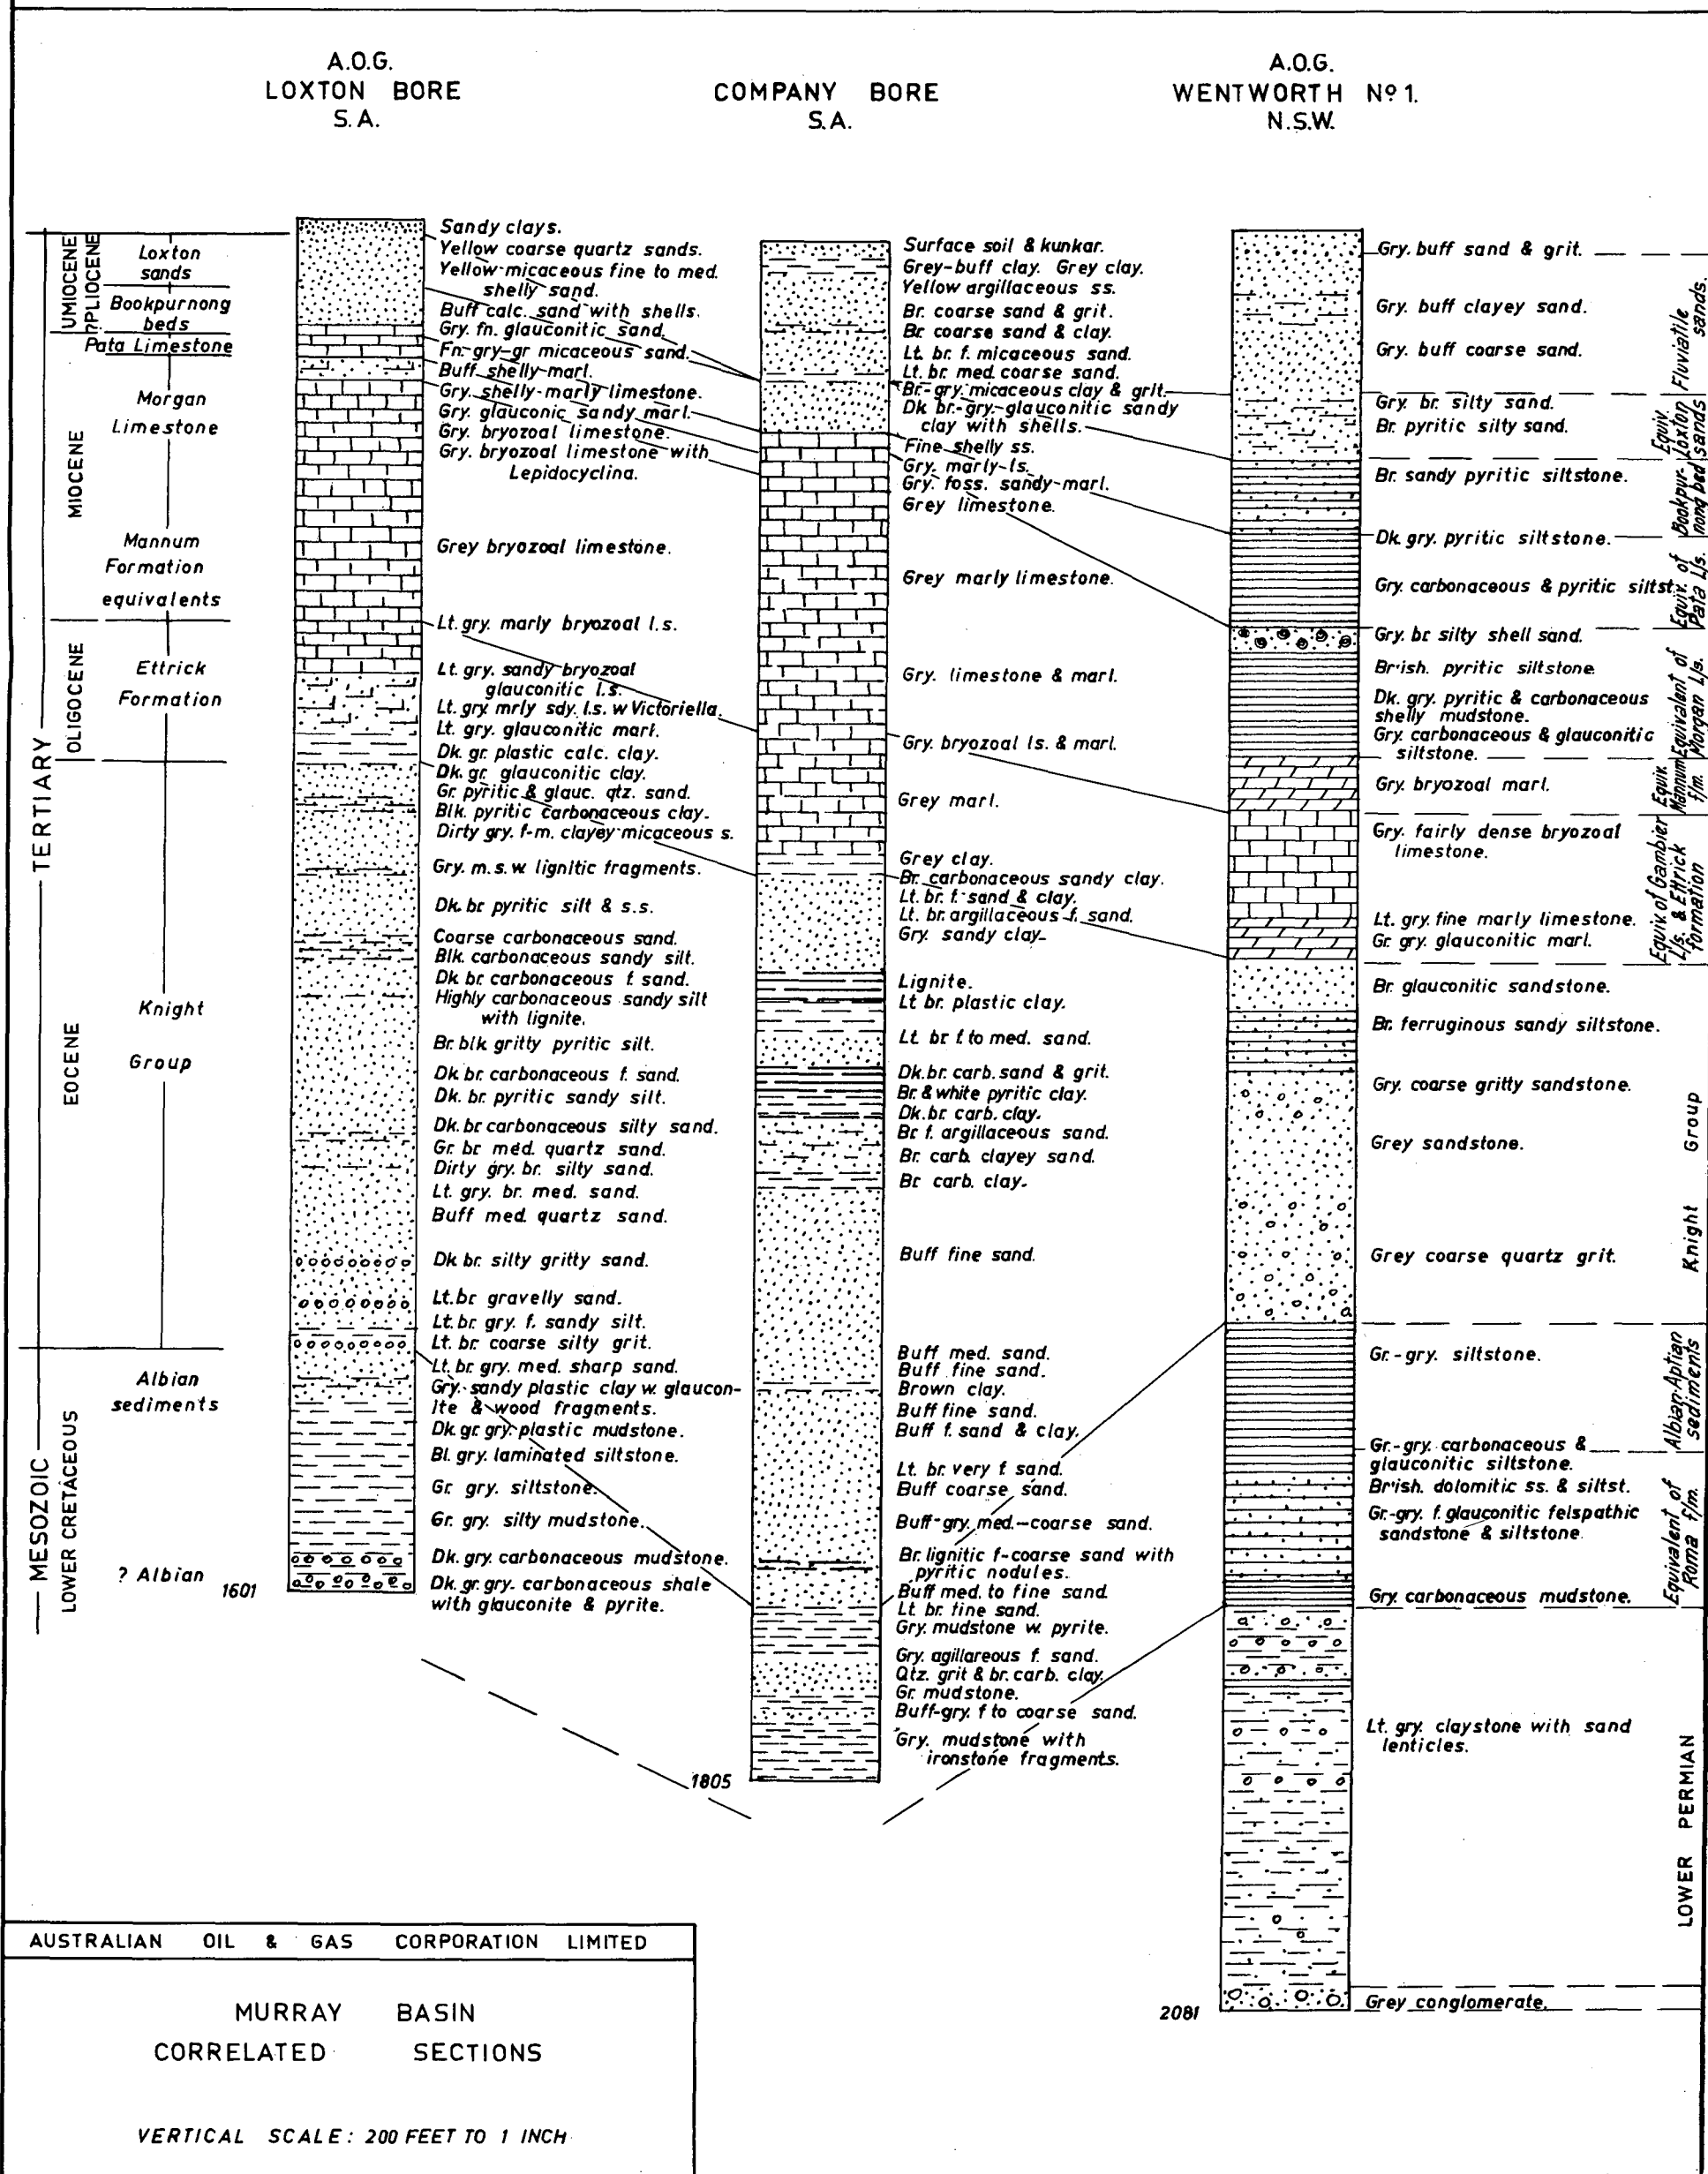 A.O.G.
LOXTON BORE
S.A.
COMPANY BORE
S.A.
A.O.G.
WENTWORTH Nº 1.
N.S.W.
TERTIARY
MESOZOIC
UMIOCENE
?PLIOCENE
MIOCENE
OLIGOCENE
EOCENE
LOWER CRETACEOUS
Loxton
sands
Bookpurnong
beds
Pata Limestone
Morgan
Limestone
Mannum
Formation
equivalents
Ettrick
Formation
Knight
Group
Albian
sediments
? Albian
1601
Sandy clays.
Yellow coarse quartz sands.
Yellow micaceous fine to med.
shelly sand.
Buff calc. sand with shells.
Gry. fn. glauconitic sand.
Fn. gry-gr micaceous sand.
Buff shelly marl.
Gry. shelly-marly limestone.
Gry. glauconic sandy marl.
Gry. bryozoal limestone.
Gry. bryozoal limestone with
Lepidocyclina.
Grey bryozoal limestone.
Lt. gry. marly bryozoal l.s.
Lt. gry. sandy bryozoal
glauconitic l.s.
Lt. gry mrly sdy. l.s. w Victoriella.
Lt. gry. glauconitic marl.
Dk. gr. plastic calc. clay.
Dk. gr. glauconitic clay.
Gr. pyritic & glauc. qtz. sand.
Blk. pyritic carbonaceous clay.
Dirty gry. f-m. clayey micaceous s.
Gry. m. s. w. lignitic fragments.
Dk. br pyritic silt & s.s.
Coarse carbonaceous sand.
Blk. carbonaceous sandy silt.
Dk br carbonaceous f. sand.
Highly carbonaceous sandy silt
with lignite.
Br. blk gritty pyritic silt.
Dk br. carbonaceous f. sand.
Dk. br. pyritic sandy silt.
Dk. br carbonaceous silty sand.
Gr. br med. quartz sand.
Dirty gry. br. silty sand.
Lt. gry. br. med. sand.
Buff med. quartz sand.
Dk br. silty gritty sand.
Lt. br gravelly sand.
Lt. br. gry. f. sandy silt.
Lt. br coarse silty grit.
Lt. br gry. med. sharp sand.
Gry. sandy plastic clay w. glaucon-
ite & wood fragments.
Dk gr. gry plastic mudstone.
Bl. gry. laminated siltstone.
Gr. gry. siltstone.
Gr. gry. silty mudstone.
Dk. gry. carbonaceous mudstone.
Dk. gr. gry. carbonaceous shale
with glauconite & pyrite.
Surface soil & kunkar.
Grey-buff clay. Grey clay.
Yellow argillaceous ss.
Br. coarse sand & grit.
Br. coarse sand & clay.
Lt. br. f. micaceous sand.
Lt. br. med. coarse sand.
Br-gry. micaceous clay & grit.
Dk br.-gry. glauconitic sandy
clay with shells.
Fine shelly ss.
Gry. marly-ls.
Gry. foss. sandy-marl.
Grey limestone.
Grey marly limestone.
Gry. limestone & marl.
Gry. bryozoal ls. & marl.
Grey marl.
Grey clay.
Br. carbonaceous sandy clay.
Lt. br. f. sand & clay.
Lt. br. argillaceous f. sand.
Gry. sandy clay.
Lignite.
Lt br. plastic clay.
Lt. br f. to med. sand.
Dk. br. carb. sand & grit.
Br. & white pyritic clay.
Dk. br. carb. clay.
Br f. argillaceous sand.
Br. carb. clayey sand.
Br. carb. clay.
Buff fine sand.
Buff med. sand.
Buff fine sand.
Brown clay.
Buff fine sand.
Buff f. sand & clay.
Lt. br. very f. sand.
Buff coarse sand.
Buff-gry. med.-coarse sand.
Br. lignitic f-coarse sand with
pyritic nodules.
Buff med. to fine sand.
Lt. br. fine sand.
Gry. mudstone w. pyrite.
Gry. agillareous f. sand.
Qtz. grit & br. carb. clay.
Gr. mudstone.
Buff-gry. f to coarse sand.
Gry. mudstone with
ironstone fragments.
1805
Gry. buff sand & grit.
Gry. buff clayey sand.
Gry. buff coarse sand.
Gry. br. silty sand.
Br. pyritic silty sand.
Br. sandy pyritic siltstone.
Dk. gry. pyritic siltstone.
Gry. carbonaceous & pyritic siltst.
Gry. br silty shell sand.
Br'ish. pyritic siltstone.
Dk. gry. pyritic & carbonaceous
shelly mudstone.
Gry. carbonaceous & glauconitic
siltstone.
Gry. bryozoal marl.
Gry. fairly dense bryozoal
limestone.
Lt. gry. fine marly limestone.
Gr. gry. glauconitic marl.
Br. glauconitic sandstone.
Br. ferruginous sandy siltstone.
Gry. coarse gritty sandstone.
Grey sandstone.
Grey coarse quartz grit.
Gr.-gry. siltstone.
Gr.-gry. carbonaceous &
glauconitic siltstone.
Br'ish. dolomitic ss. & siltst.
Gr.-gry. f. glauconitic felspathic
sandstone & siltstone.
Gry. carbonaceous mudstone.
Lt. gry. claystone with sand
lenticles.
Grey conglomerate.
2081
Fluviatile
sands.
Equiv.
Loxton
sands
Bookpur-
nong beds
Equiv. of
Pata L/s.
Equivalent of
Morgan L/s.
Equiv.
Mannum
f/m.
Equiv. of Gambier
L/s. & Ettrick
formation
Knight Group
Albian-Aptian
sediments
Equivalent of
Roma f/m.
LOWER PERMIAN
AUSTRALIAN OIL & GAS CORPORATION LIMITED
MURRAY BASIN
CORRELATED SECTIONS
VERTICAL SCALE: 200 FEET TO 1 INCH